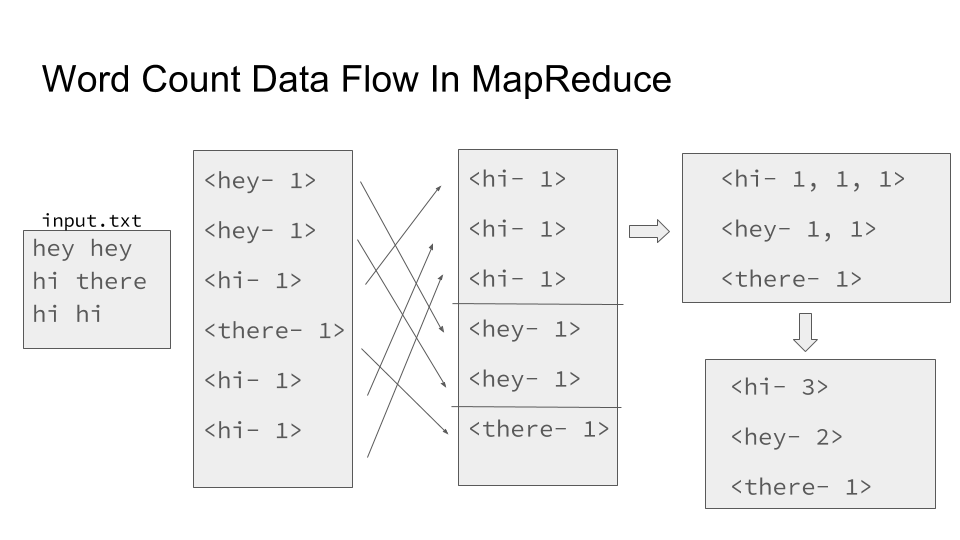 Word Count Data Flow In MapReduce
input.txt
hey hey
hi there
hi hi
<hey- 1>
<hey- 1>
<hi- 1>
<there- 1>
<hi- 1>
<hi- 1>
<hi- 1>
<hi- 1>
<hi- 1>
<hey- 1>
<hey- 1>
<there- 1>
<hi- 1, 1, 1>
<hey- 1, 1>
<there- 1>
<hi- 3>
<hey- 2>
<there- 1>